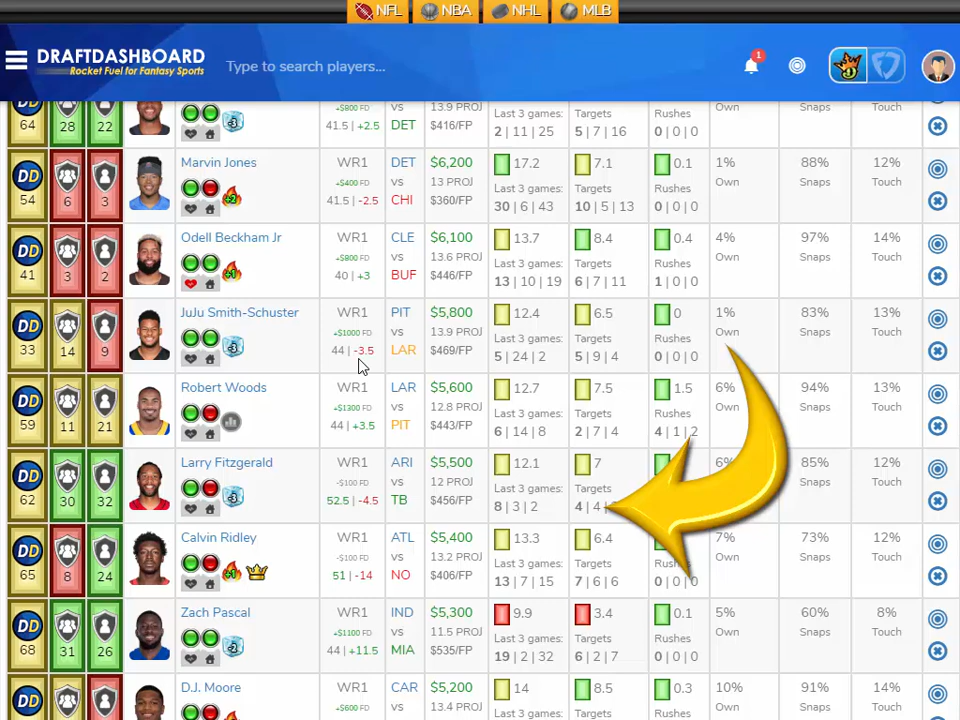 NFL NBA NHL MLB
DRAFTDASHBOARD
Rocket Fuel for Fantasy Sports
Type to search players...
1
DD 64 28 22 +$800 FD 41.5 | +2.5 vs DET 13.9 PROJ $416/FP Last 3 games: 2 | 11 | 25 Targets 5 | 7 | 16 Rushes 0 | 0 | 0 Own Snaps Touch
-3
DD 54 6 3 Marvin Jones WR1 DET $6,200 17.2 7.1 0.1 1% 88% 12%
+$400 FD vs 13 PROJ Last 3 games: Targets Rushes Own Snaps Touch
+2 41.5 | -2.5 CHI $360/FP 30 | 6 | 43 10 | 5 | 13 0 | 0 | 0
DD 41 3 2 Odell Beckham Jr WR1 CLE $6,100 13.7 8.4 0.4 4% 97% 14%
vs 13.6 PROJ Last 3 games: Targets Rushes Own Snaps Touch
+1 40 | +3 BUF $446/FP 13 | 10 | 19 6 | 7 | 11 1 | 0 | 0
DD 33 14 9 JuJu Smith-Schuster WR1 PIT $5,800 12.4 6.5 0 1% 83% 13%
+$1000 FD vs 13.9 PROJ Last 3 games: Targets Rushes Own Snaps Touch
-3 44 | -3.5 LAR $469/FP 5 | 24 | 2 5 | 9 | 4 0 | 0 | 0
DD 59 11 21 Robert Woods WR1 LAR $5,600 12.7 7.5 1.5 6% 94% 13%
+$1300 FD vs 12.8 PROJ Last 3 games: Targets Rushes Own Snaps Touch
44 | +3.5 PIT $443/FP 6 | 14 | 8 2 | 7 | 4 4 | 1 | 2
DD 62 30 32 Larry Fitzgerald WR1 ARI $5,500 12.1 7 6% 85% 12%
-$100 FD vs 12 PROJ Last 3 games: Targets Snaps Touch
-3 52.5 | -4.5 TB $456/FP 8 | 3 | 2 4 | 4 |
DD 65 8 24 Calvin Ridley WR1 ATL $5,400 13.3 6.4 7% 73% 12%
-$100 FD vs 13.2 PROJ Last 3 games: Targets Own Snaps Touch
+1 51 | -14 NO $406/FP 13 | 7 | 15 7 | 6 | 6 0 | 0 | 0
DD 68 31 26 Zach Pascal WR1 IND $5,300 9.9 3.4 0.1 5% 60% 8%
+$1100 FD vs 11.5 PROJ Last 3 games: Targets Rushes Own Snaps Touch
-2 44 | +11.5 MIA $535/FP 19 | 2 | 32 6 | 2 | 7 0 | 0 | 0
DD D.J. Moore WR1 CAR $5,200 14 8.5 0.3 10% 91% 14%
+$600 FD vs 13.4 PROJ Last 3 games: Targets Rushes Own Snaps Touch